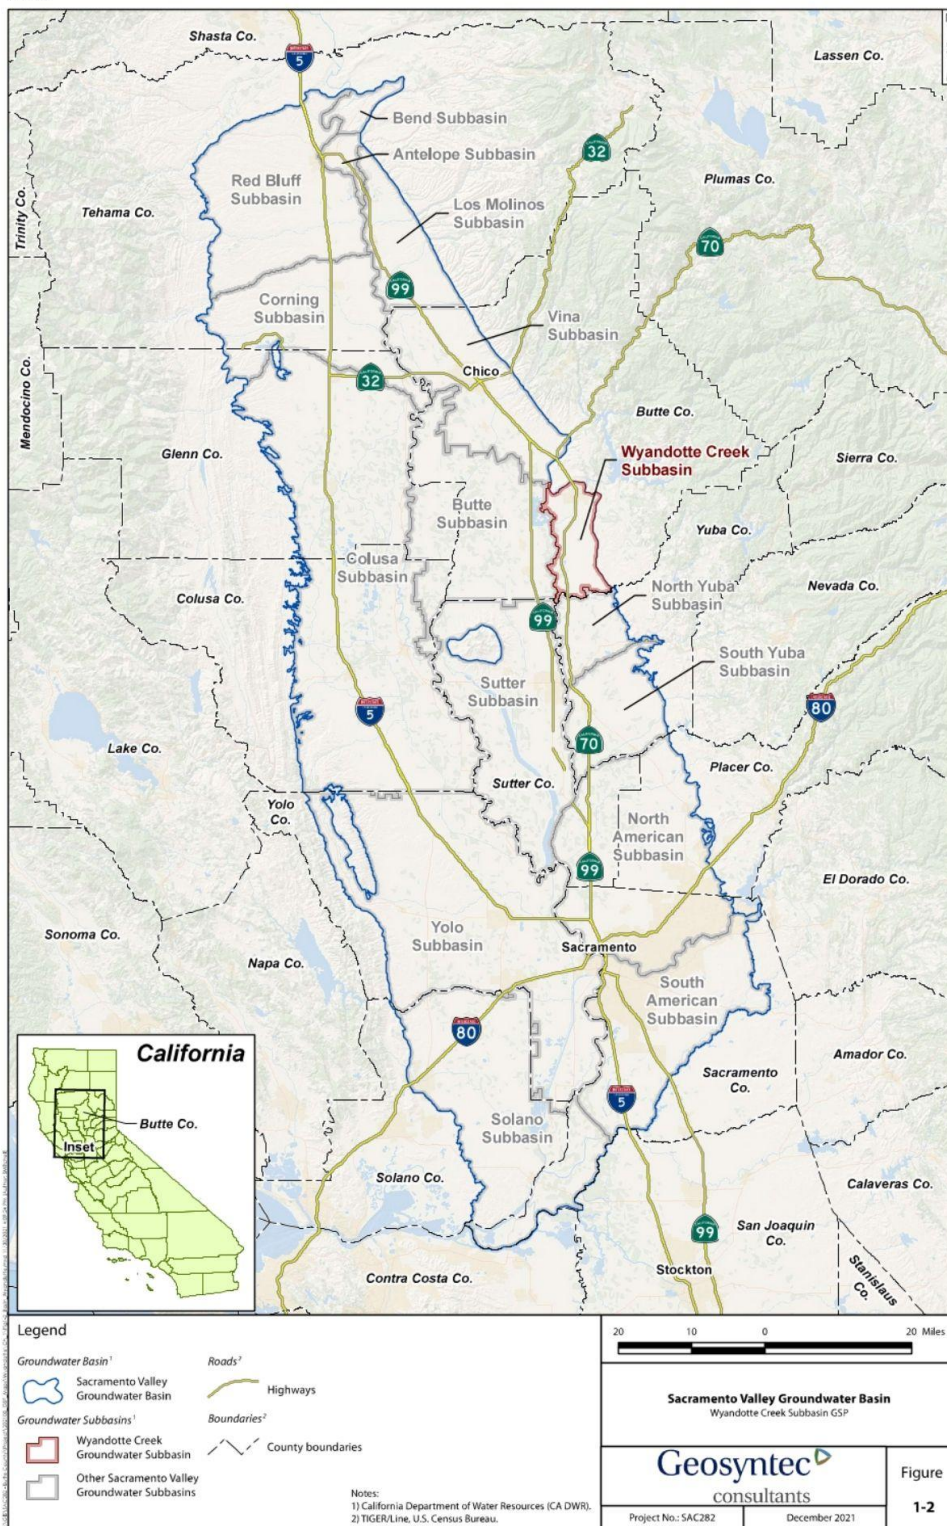 Shasta Co.
Lassen Co.
5
Bend Subbasin
Antelope Subbasin
32
Red Bluff
Subbasin
Plumas Co.
Trinity Co.
Tehama Co.
Los Molinos
Subbasin
70
99
Corning
Subbasin
Vina
Subbasin
Mendocino Co.
Chico
32
Butte Co.
Glenn Co.
Wyandotte Creek
Subbasin
Sierra Co.
Butte
Subbasin
Yuba Co.
Colusa
Subbasin
Nevada Co.
Colusa Co.
North Yuba
Subbasin
99
South Yuba
Subbasin
Sutter
Subbasin
5
80
70
Lake Co.
Placer Co.
Sutter Co.
Yolo
Co.
North
American
Subbasin
99
El Dorado Co.
Sonoma Co.
Yolo
Subbasin
Sacramento
Napa Co.
South
American
Subbasin
80
California
Amador Co.
Sacramento
Co.
5
Butte Co.
Inset
Solano
Subbasin
Solano Co.
Calaveras Co.
99
San Joaquin
Co.
Stockton
Contra Costa Co.
Stanislaus
Co.
Legend
Groundwater Basin¹
Sacramento Valley
Groundwater Basin
Groundwater Subbasins¹
Wyandotte Creek
Groundwater Subbasin
Other Sacramento Valley
Groundwater Subbasins
Roads²
Highways
Boundaries²
County boundaries
Notes:
1) California Department of Water Resources (CA DWR).
2) TIGER/Line, U.S. Census Bureau.
20 10 0 20 Miles
Sacramento Valley Groundwater Basin
Wyandotte Creek Subbasin GSP
Geosyntec
consultants
Figure
1-2
Project No.: SAC282
December 2021